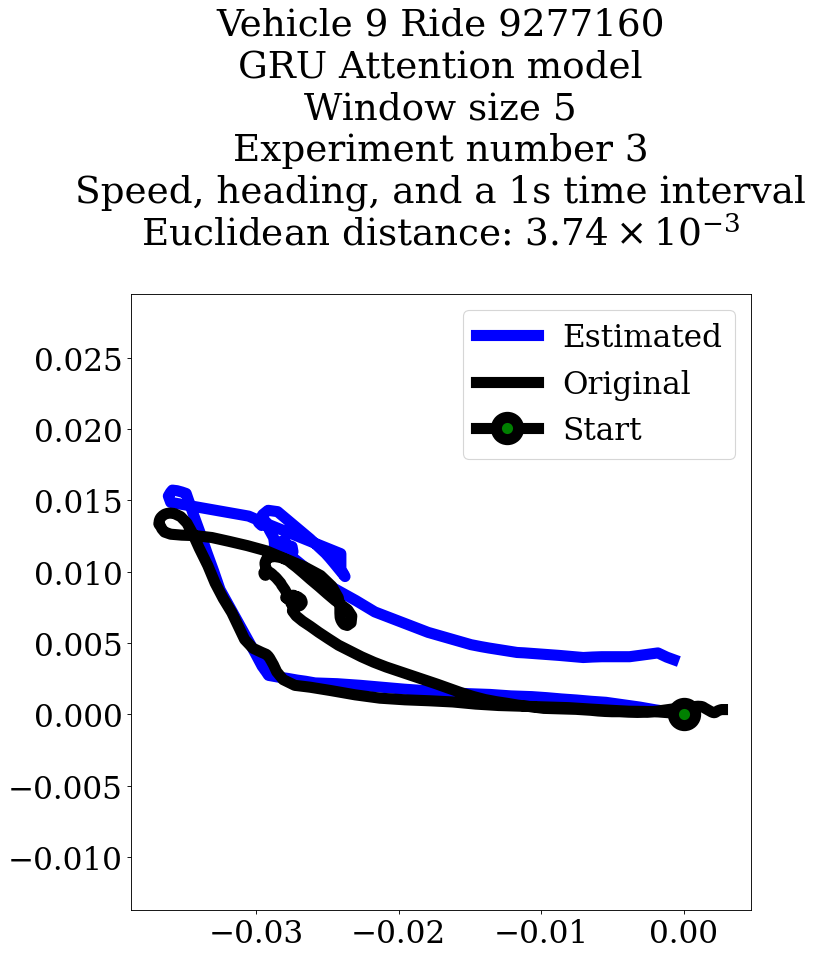 Vehicle 9 Ride 9277160
GRU Attention model
Window size 5
Experiment number 3
Speed, heading, and a 1s time interval
Euclidean distance: 3.74 × 10⁻³
Estimated
Original
Start
0.025
0.020
0.015
0.010
0.005
0.000
−0.005
−0.010
−0.03 −0.02 −0.01 0.00